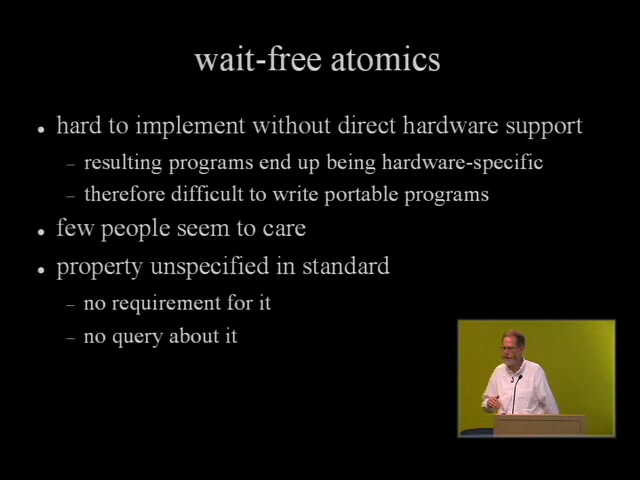 wait-free atomics
• hard to implement without direct hardware support
– resulting programs end up being hardware-specific
– therefore difficult to write portable programs
• few people seem to care
• property unspecified in standard
– no requirement for it
– no query about it